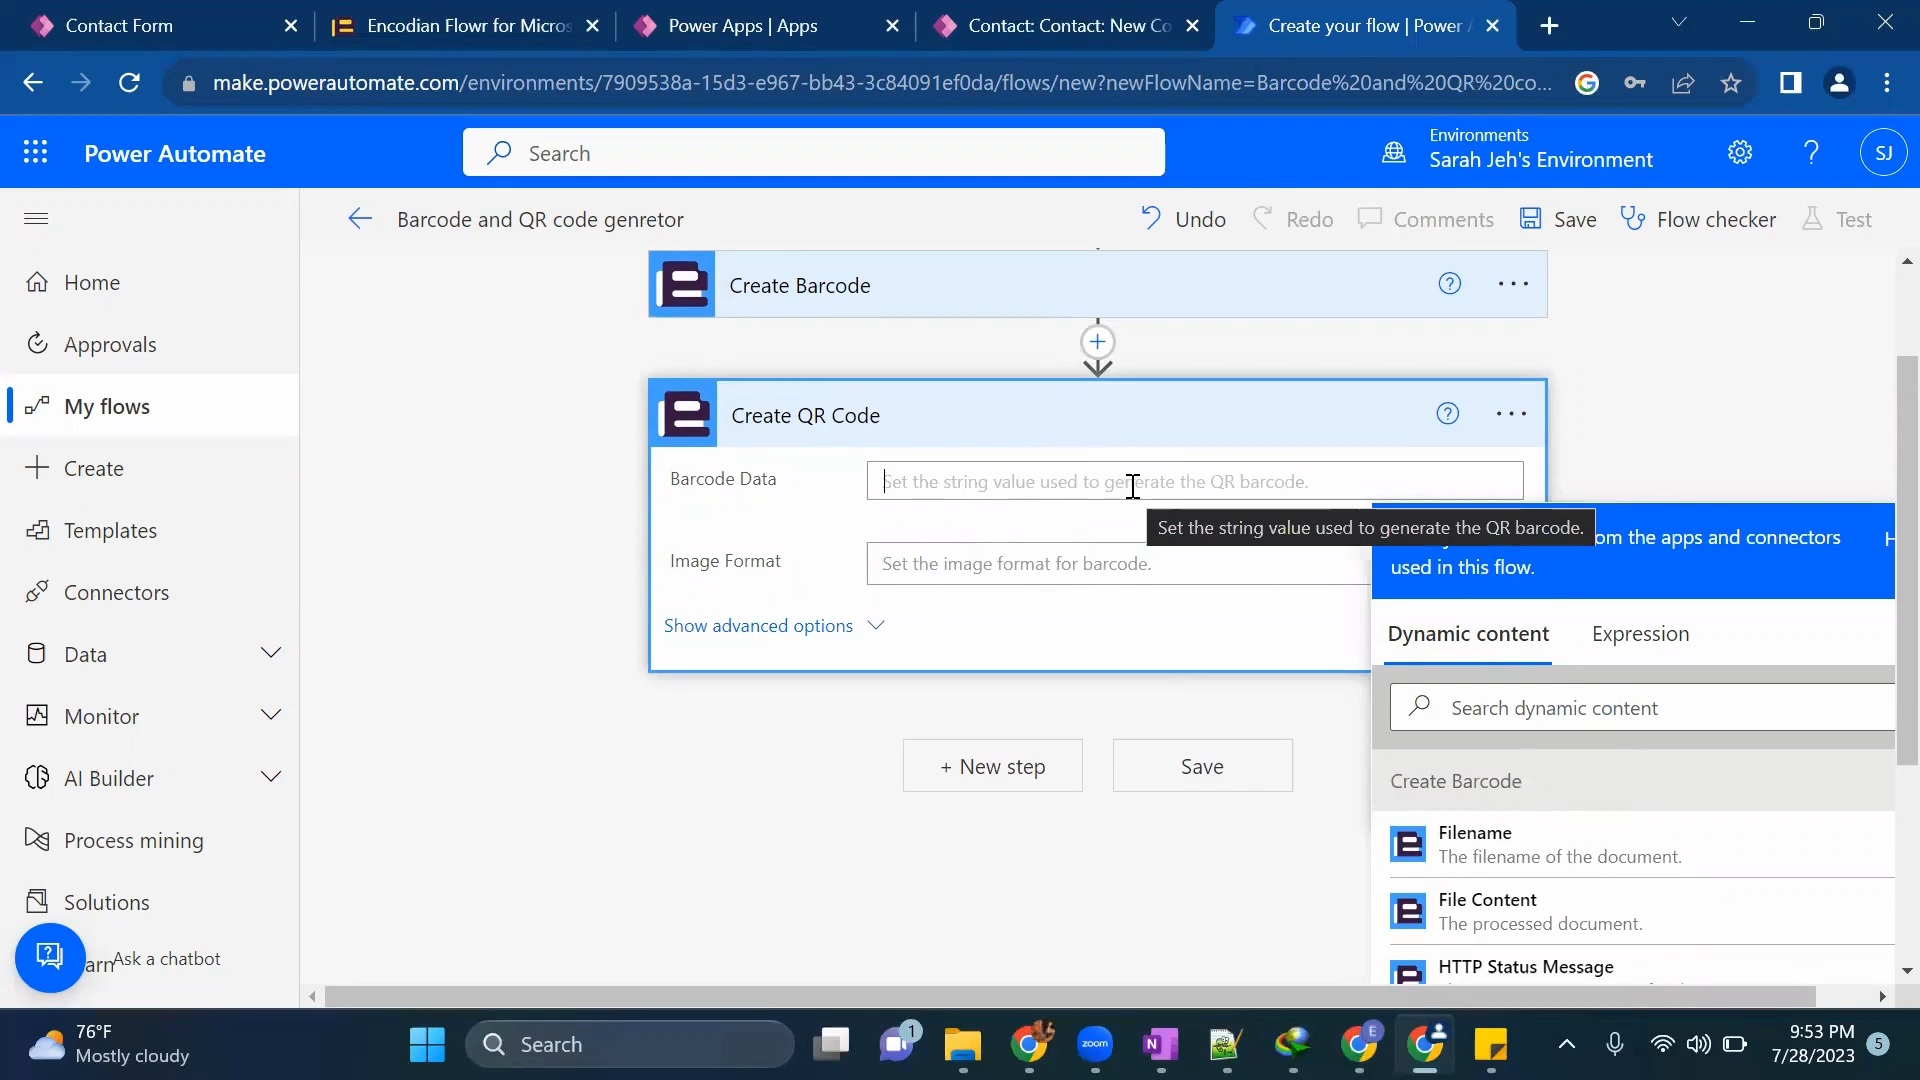 Contact Form
Encodian Flowr for Micros
Power Apps | Apps
Contact: Contact: New Co
Create your flow | Power A
make.powerautomate.com/environments/7909538a-15d3-e967-bb43-3c84091ef0da/flows/new?newFlowName=Barcode%20and%20QR%20co...
Power Automate
Search
Environments
Sarah Jeh's Environment
SJ
Barcode and QR code genretor
Undo
Redo
Comments
Save
Flow checker
Test
Home
Approvals
My flows
Create
Templates
Connectors
Data
Monitor
AI Builder
Process mining
Solutions
Ask a chatbot
Create Barcode
Create QR Code
Barcode Data
Set the string value used to generate the QR barcode.
Set the string value used to generate the QR barcode.
Image Format
Set the image format for barcode.
Show advanced options
+ New step
Save
om the apps and connectors
used in this flow.
H
Dynamic content
Expression
Search dynamic content
Create Barcode
Filename
The filename of the document.
File Content
The processed document.
HTTP Status Message
76°F
Mostly cloudy
Search
1
zoom
E
9:53 PM
7/28/2023
5